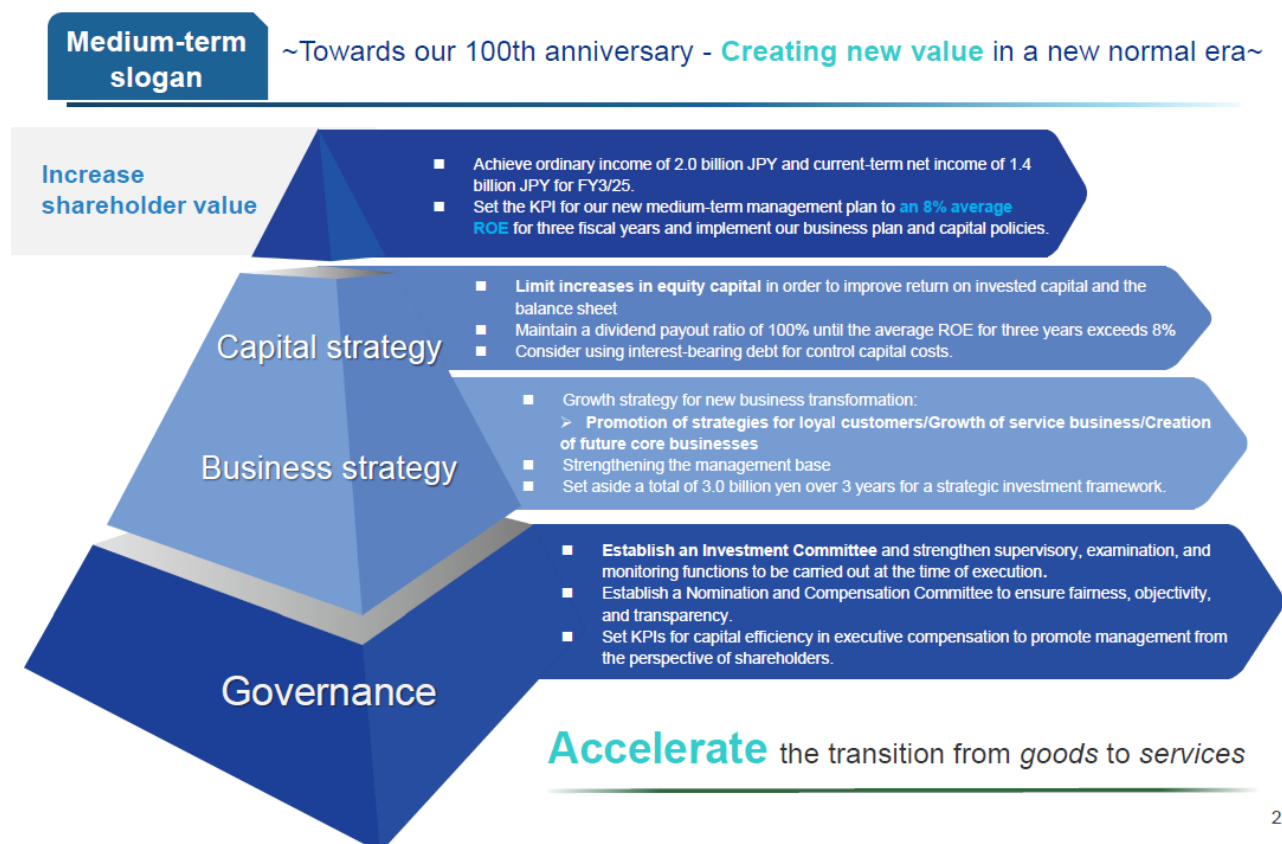 Medium-term
slogan
~Towards our 100th anniversary - Creating new value in a new normal era~
Increase
shareholder value
■ Achieve ordinary income of 2.0 billion JPY and current-term net income of 1.4
billion JPY for FY3/25.
■ Set the KPI for our new medium-term management plan to an 8% average
ROE for three fiscal years and implement our business plan and capital policies.
Capital strategy
■ Limit increases in equity capital in order to improve return on invested capital and the
balance sheet
■ Maintain a dividend payout ratio of 100% until the average ROE for three years exceeds 8%
■ Consider using interest-bearing debt for control capital costs.
Business strategy
■ Growth strategy for new business transformation:
➢ Promotion of strategies for loyal customers/Growth of service business/Creation
of future core businesses
■ Strengthening the management base
■ Set aside a total of 3.0 billion yen over 3 years for a strategic investment framework.
Governance
■ Establish an Investment Committee and strengthen supervisory, examination, and
monitoring functions to be carried out at the time of execution.
■ Establish a Nomination and Compensation Committee to ensure fairness, objectivity,
and transparency.
■ Set KPIs for capital efficiency in executive compensation to promote management from
the perspective of shareholders.
Accelerate the transition from goods to services
2